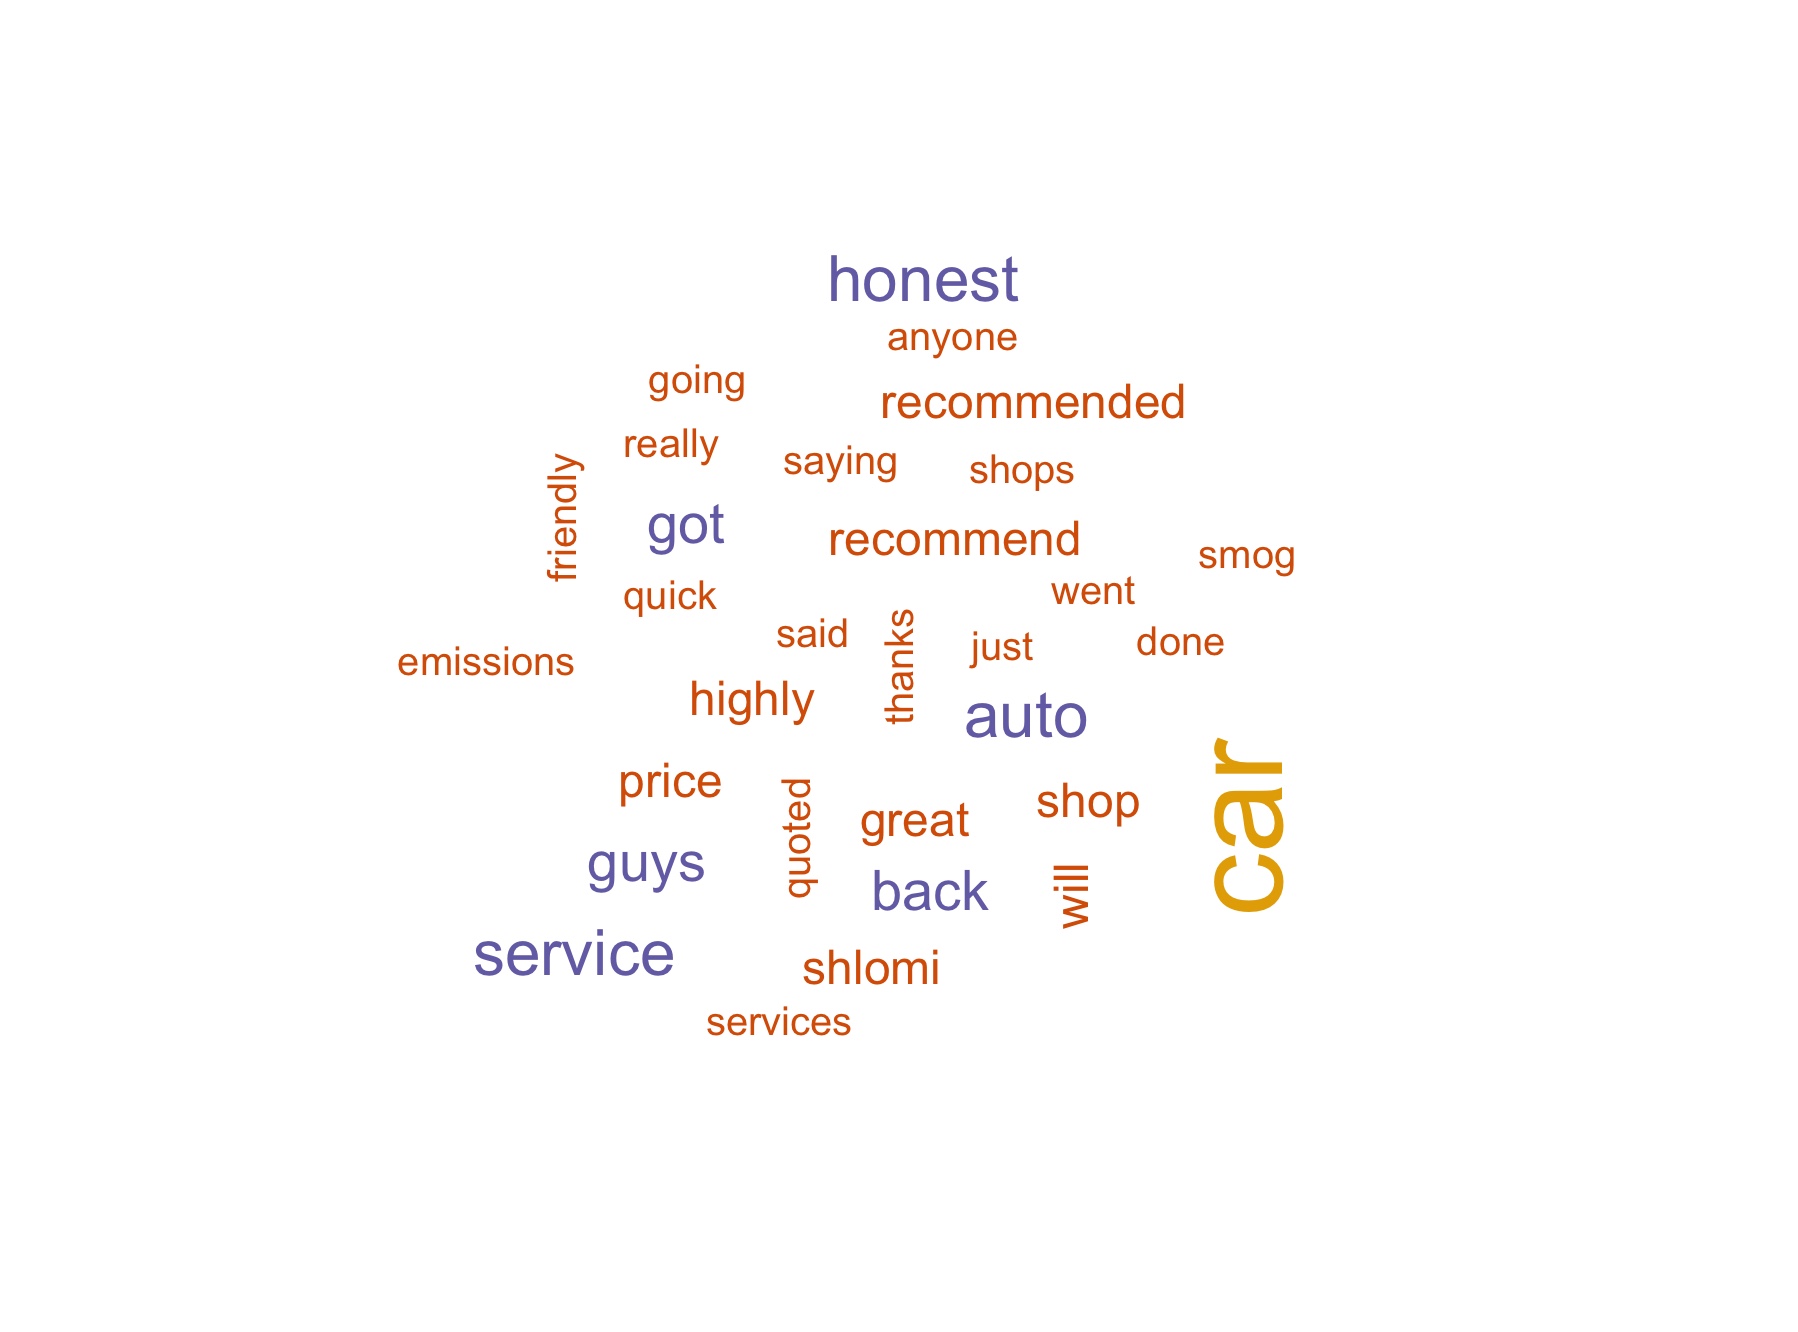 honest
anyone
going
recommended
really
saying
shops
friendly
got
recommend
smog
quick
went
said
thanks
just
done
emissions
highly
auto
price
quoted
great
shop
car
guys
back
will
service
shlomi
services